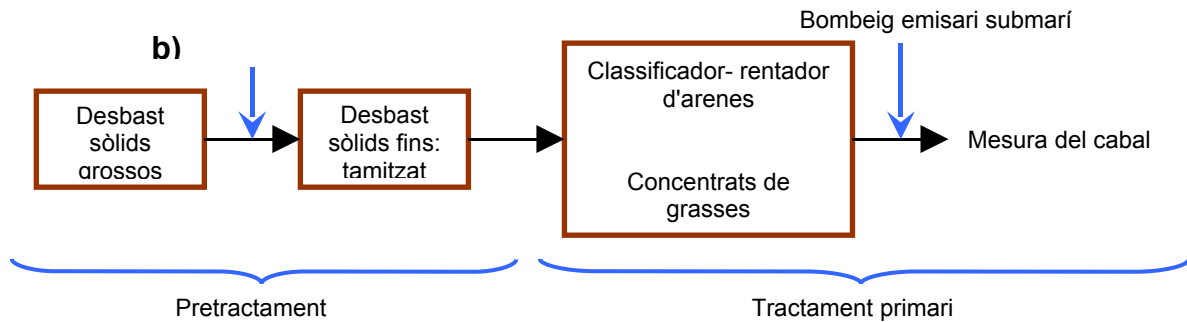 Bombeig emisari submarí
b)
Desbast
sòlids
grossos
Desbast
sòlids fins:
tamitzat
Classificador- rentador
d'arenes
Concentrats de
grasses
Mesura del cabal
Pretractament
Tractament primari